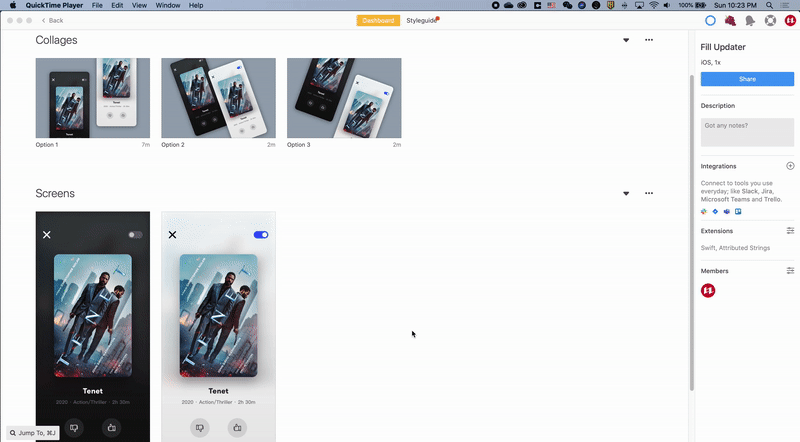 QuickTime Player File Edit View Window Help
100% Sun 10:23 PM
Back
Dashboard Styleguide
Collages
Option 1 7m
Option 2 2m
Option 3 2m
Screens
TENET
Tenet
2020 · Action/Thriller · 2h 30m
TENET
Tenet
2020 · Action/Thriller · 2h 30m
Jump To, ⌘J
Fill Updater
iOS, 1x
Share
Description
Got any notes?
Integrations
Connect to tools you use
everyday; like Slack, Jira,
Microsoft Teams and Trello.
Extensions
Swift, Attributed Strings
Members